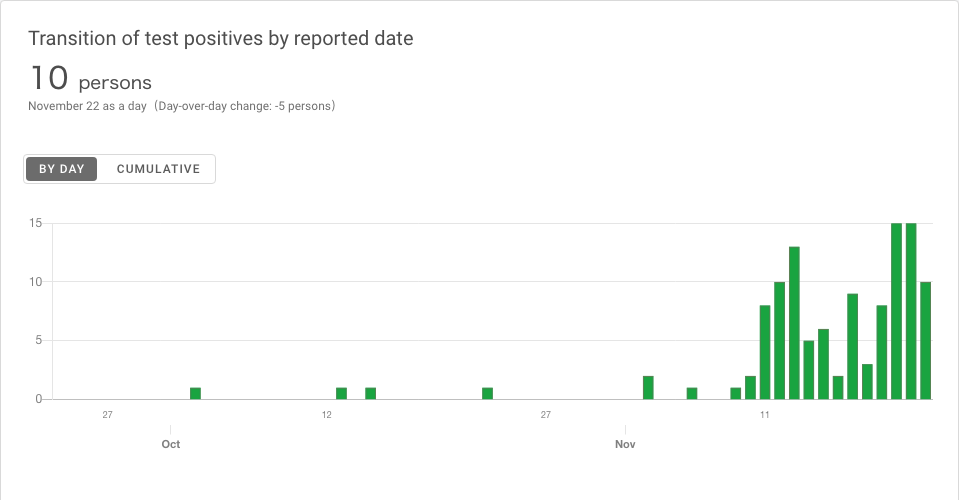 Transition of test positives by reported date
10 persons
November 22 as a day（Day-over-day change: -5 persons）
BY DAY CUMULATIVE
15
10
5
0
27 12 27 11
Oct Nov